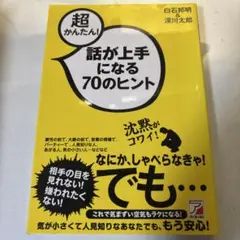 白石邦明
&
深川太郎
超
かんたん!
話が上手
になる
70のヒント
沈黙が
コワイ!
なにか、しゃべらなきゃ!
相手の目を
見れない!
嫌われたく
ない!
でも…
これで気まずい空気もラクになる!
気が小さくて人見知りなあなたでも、もう安心!